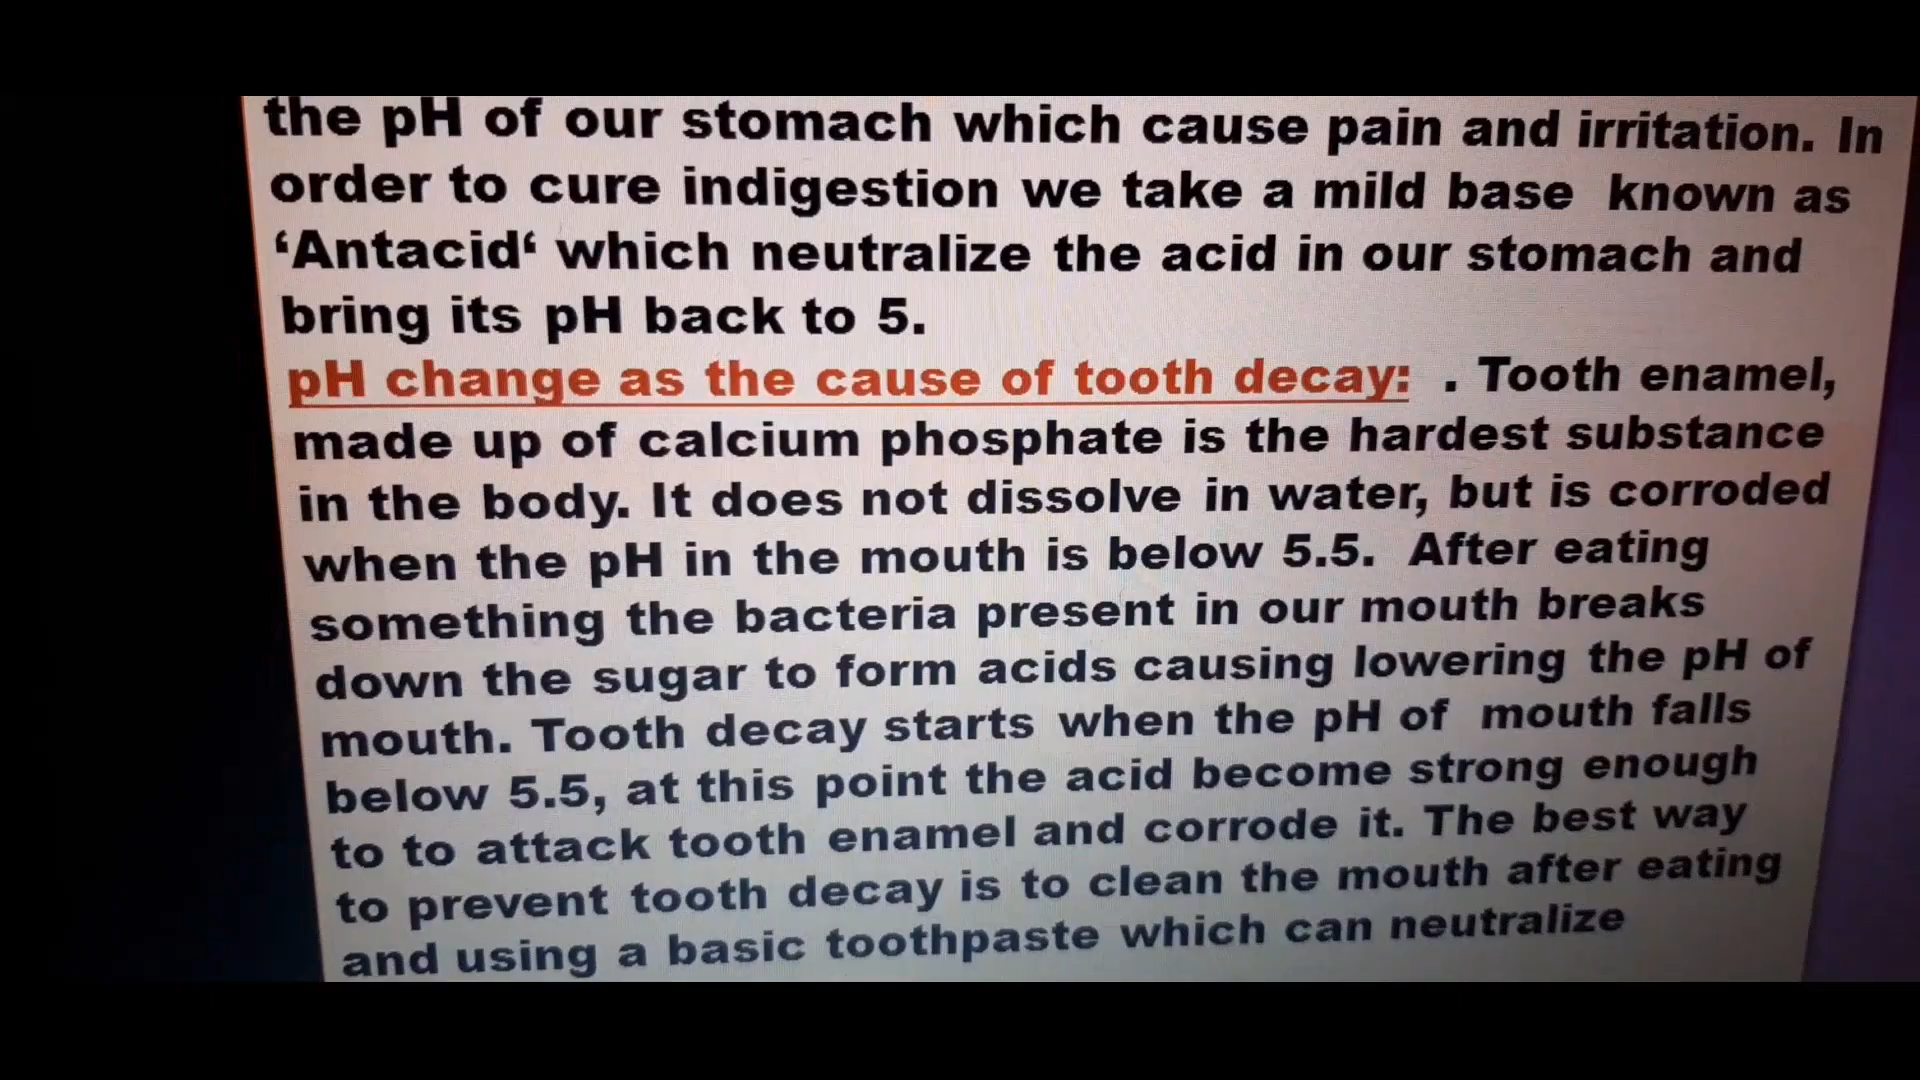 the pH of our stomach which cause pain and irritation. In
order to cure indigestion we take a mild base known as
‘Antacid‘ which neutralize the acid in our stomach and
bring its pH back to 5.
pH change as the cause of tooth decay: . Tooth enamel,
made up of calcium phosphate is the hardest substance
in the body. It does not dissolve in water, but is corroded
when the pH in the mouth is below 5.5. After eating
something the bacteria present in our mouth breaks
down the sugar to form acids causing lowering the pH of
mouth. Tooth decay starts when the pH of mouth falls
below 5.5, at this point the acid become strong enough
to to attack tooth enamel and corrode it. The best way
to prevent tooth decay is to clean the mouth after eating
and using a basic toothpaste which can neutralize